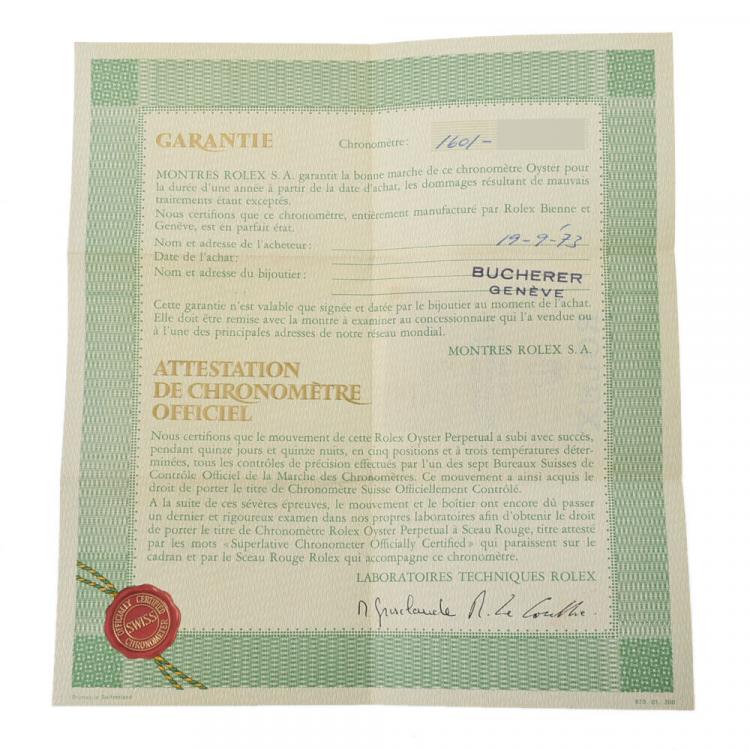 GARANTIE
Chronomètre: 1601-
MONTRES ROLEX S.A. garantit la bonne marche de ce chronomètre Oyster pour
la durée d'une année à partir de la date d'achat, les dommages résultant de mauvais
traitements étant exceptés.
Nous certifions que ce chronomètre, entièrement manufacturé par Rolex Bienne et
Genève, est en parfait état.
Nom et adresse de l'acheteur:
19-9-73
Date de l'achat:
Nom et adresse du bijoutier:
BUCHERER
GENÈVE
Cette garantie n'est valable que signée et datée par le bijoutier au moment de l'achat.
Elle doit être remise avec la montre à examiner au concessionnaire qui l'a vendue ou
à l'une des principales adresses de notre réseau mondial.
MONTRES ROLEX S.A.
ATTESTATION
DE CHRONOMÈTRE
OFFICIEL
Nous certifions que le mouvement de cette Rolex Oyster Perpetual a subi avec succès,
pendant quinze jours et quinze nuits, en cinq positions et à trois températures déter-
minées, tous les contrôles de précision effectués par l'un des sept Bureaux Suisses de
Contrôle Officiel de la Marche des Chronomètres. Ce mouvement a ainsi acquis le
droit de porter le titre de Chronomètre Suisse Officiellement Contrôlé.
A la suite de ces sévères épreuves, le mouvement et le boîtier ont encore dû passer
un dernier et rigoureux examen dans nos propres laboratoires afin d'obtenir le droit
de porter le titre de Chronomètre Rolex Oyster Perpetual à Sceau Rouge, titre attesté
par les mots «Superlative Chronometer Officially Certified» qui paraissent sur le
cadran et par le Sceau Rouge Rolex qui accompagne ce chronomètre.
LABORATOIRES TECHNIQUES ROLEX
OFFICIALLY CERTIFIED
SWISS
CHRONOMETER
Printed in Switzerland